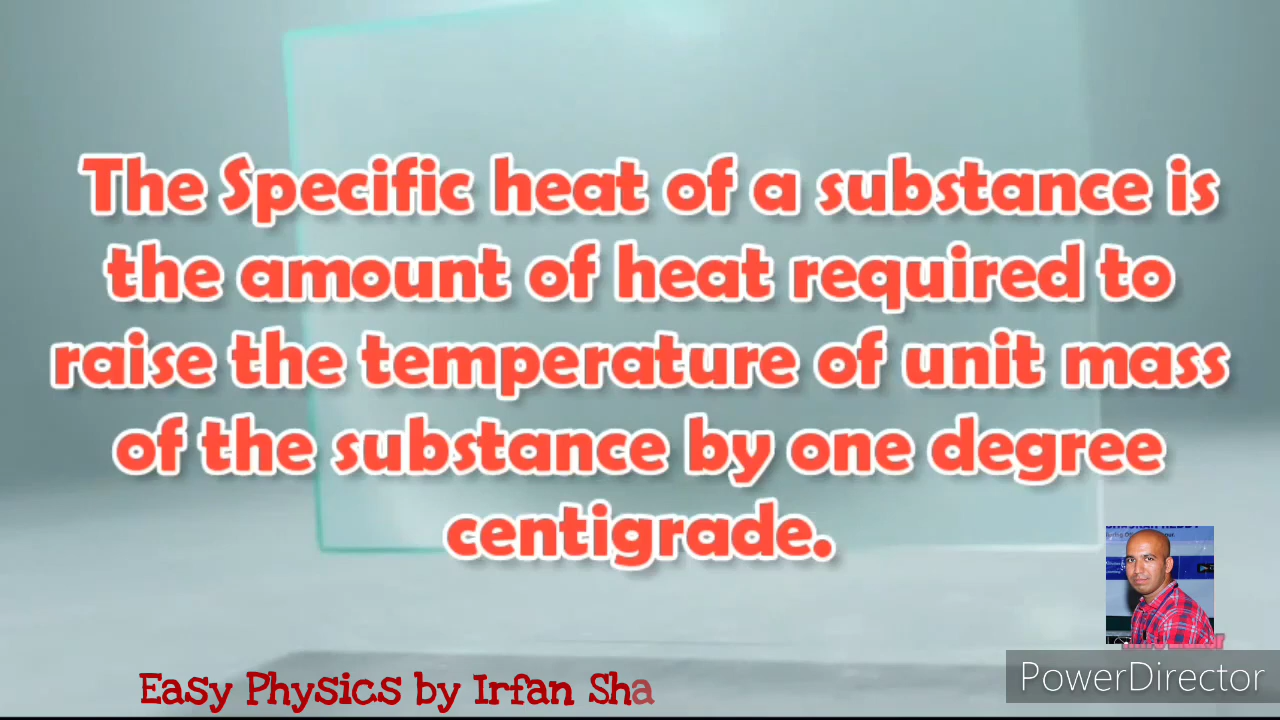 The Specific heat of a substance is
the amount of heat required to
raise the temperature of unit mass
of the substance by one degree
centigrade.
Easy Physics by Irfan Sha
PowerDirector